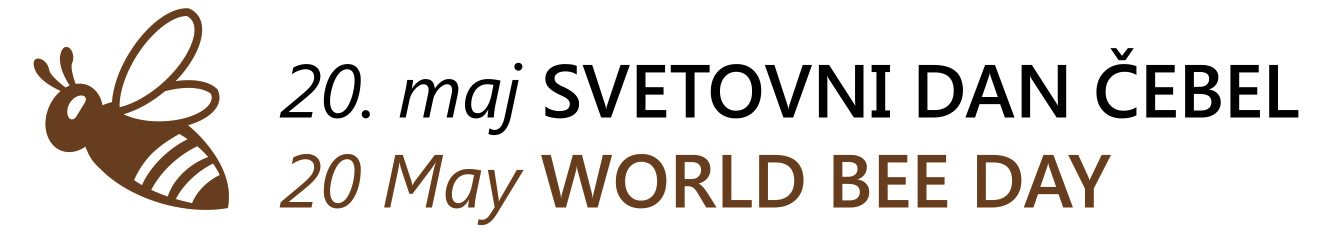 20. maj SVETOVNI DAN ČEBEL
20 May WORLD BEE DAY